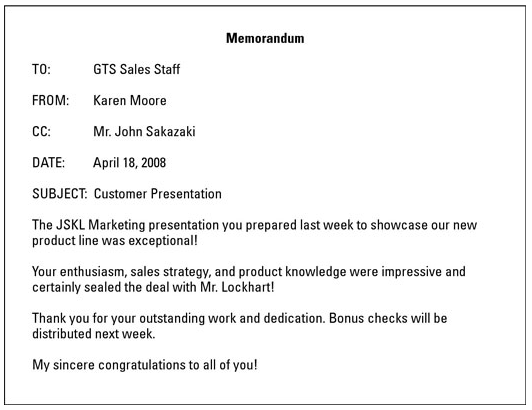 Memorandum
TO: GTS Sales Staff
FROM: Karen Moore
CC: Mr. John Sakazaki
DATE: April 18, 2008
SUBJECT: Customer Presentation
The JSKL Marketing presentation you prepared last week to showcase our new
product line was exceptional!
Your enthusiasm, sales strategy, and product knowledge were impressive and
certainly sealed the deal with Mr. Lockhart!
Thank you for your outstanding work and dedication. Bonus checks will be
distributed next week.
My sincere congratulations to all of you!